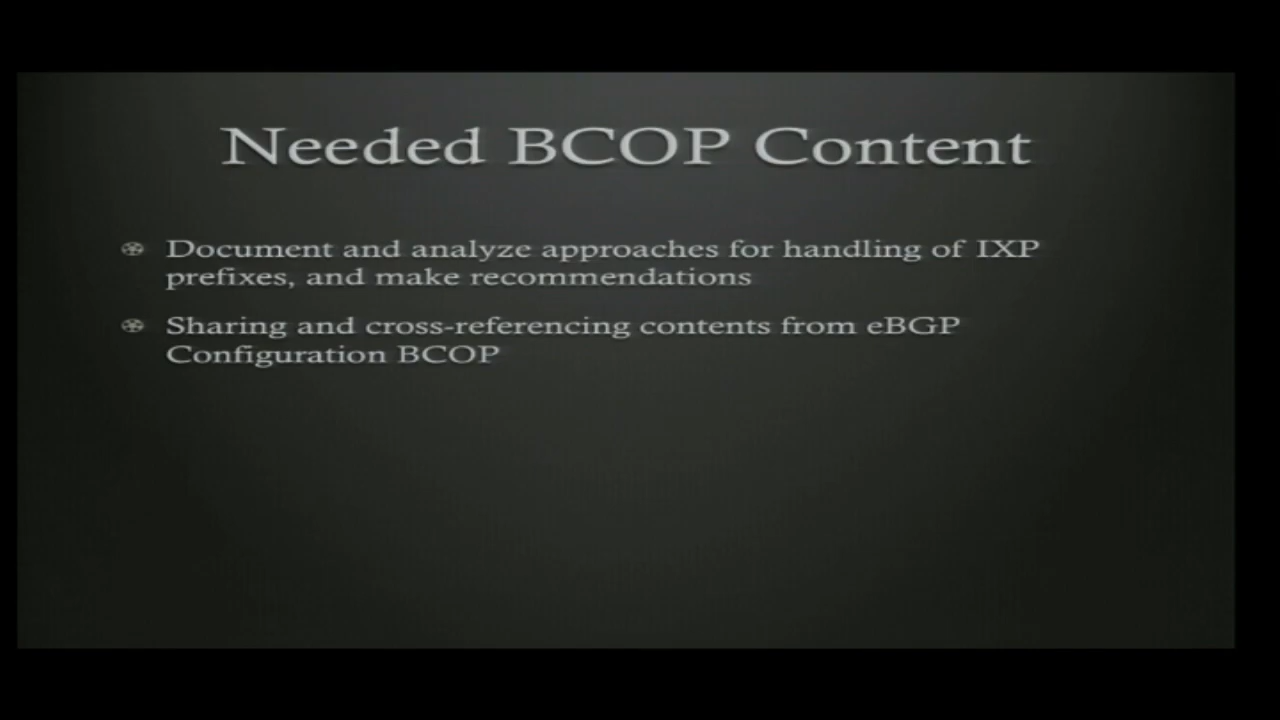 Needed BCOP Content
Document and analyze approaches for handling of IXP
prefixes, and make recommendations
Sharing and cross-referencing contents from eBGP
Configuration BCOP